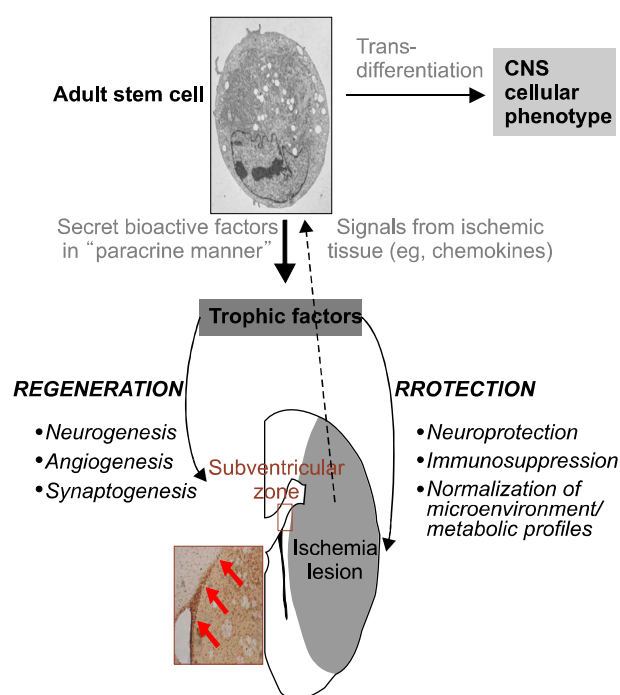 Trans-
differentiation
Adult stem cell
CNS
cellular
phenotype
Secret bioactive factors
in “paracrine manner”
Signals from ischemic
tissue (eg, chemokines)
Trophic factors
REGENERATION
•Neurogenesis
•Angiogenesis
•Synaptogenesis
RROTECTION
•Neuroprotection
•Immunosuppression
•Normalization of
microenvironment/
metabolic profiles
Subventricular
zone
Ischemia
lesion